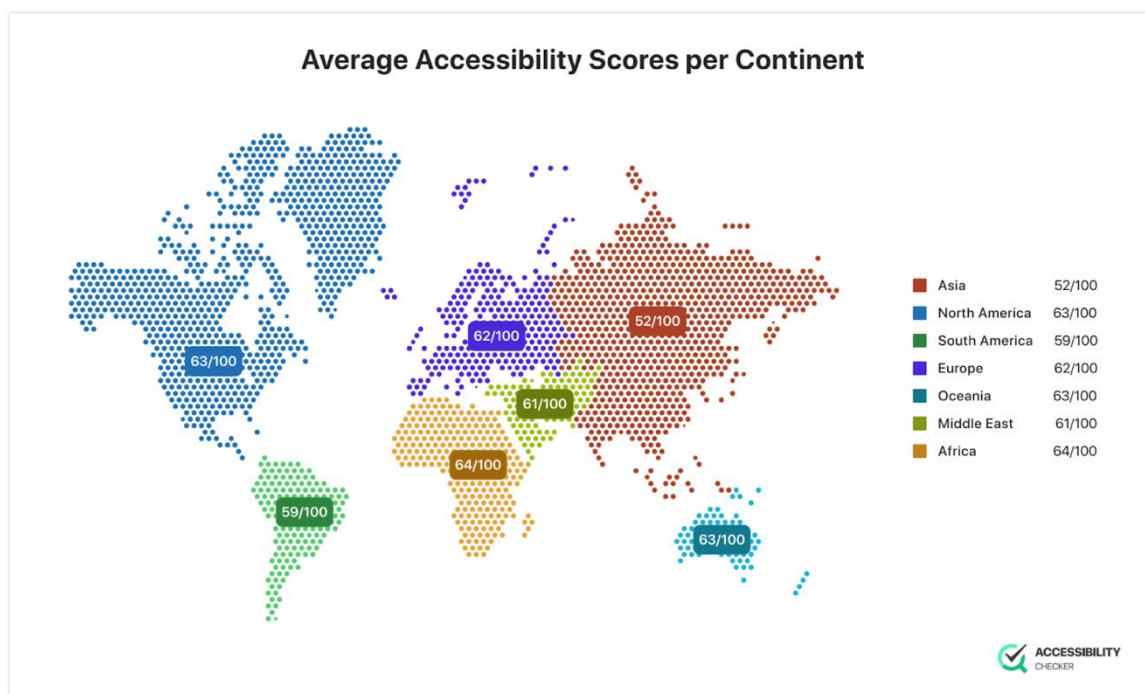 Average Accessibility Scores per Continent
63/100
62/100
52/100
61/100
64/100
59/100
63/100
Asia 52/100
North America 63/100
South America 59/100
Europe 62/100
Oceania 63/100
Middle East 61/100
Africa 64/100
ACCESSIBILITY
CHECKER